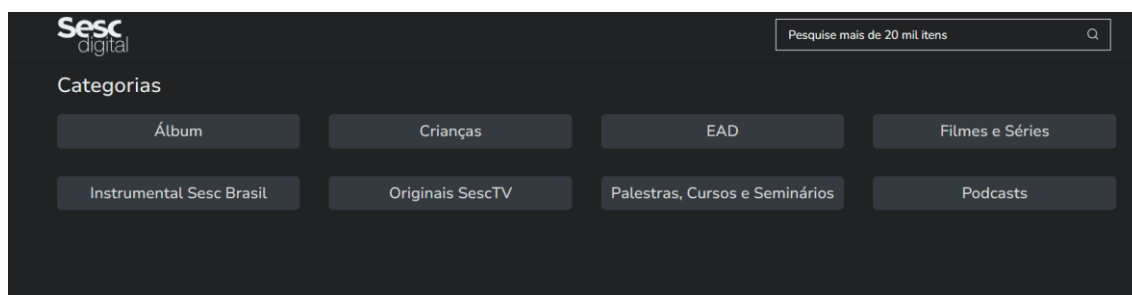 Sesc
digital
Pesquise mais de 20 mil itens
Categorias
Álbum
Crianças
EAD
Filmes e Séries
Instrumental Sesc Brasil
Originais SescTV
Palestras, Cursos e Seminários
Podcasts